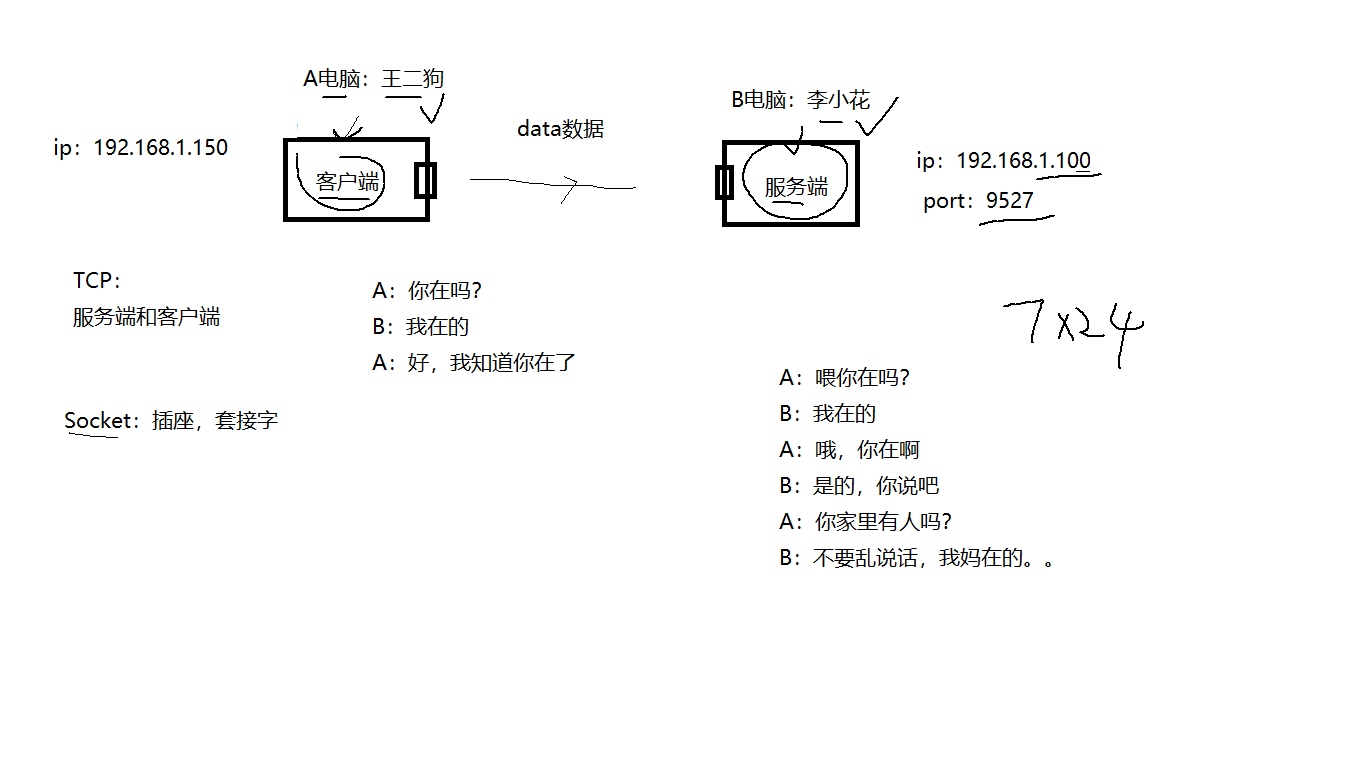 A电脑：王二狗
B电脑：李小花
ip：192.168.1.150
data数据
ip：192.168.1.100
客户端
服务端
port：9527
TCP：
服务端和客户端
A：你在吗？
B：我在的
A：好，我知道你在了
7x24
Socket：插座，套接字
A：喂你在吗？
B：我在的
A：哦，你在啊
B：是的，你说吧
A：你家里有人吗？
B：不要乱说话，我妈在的。。